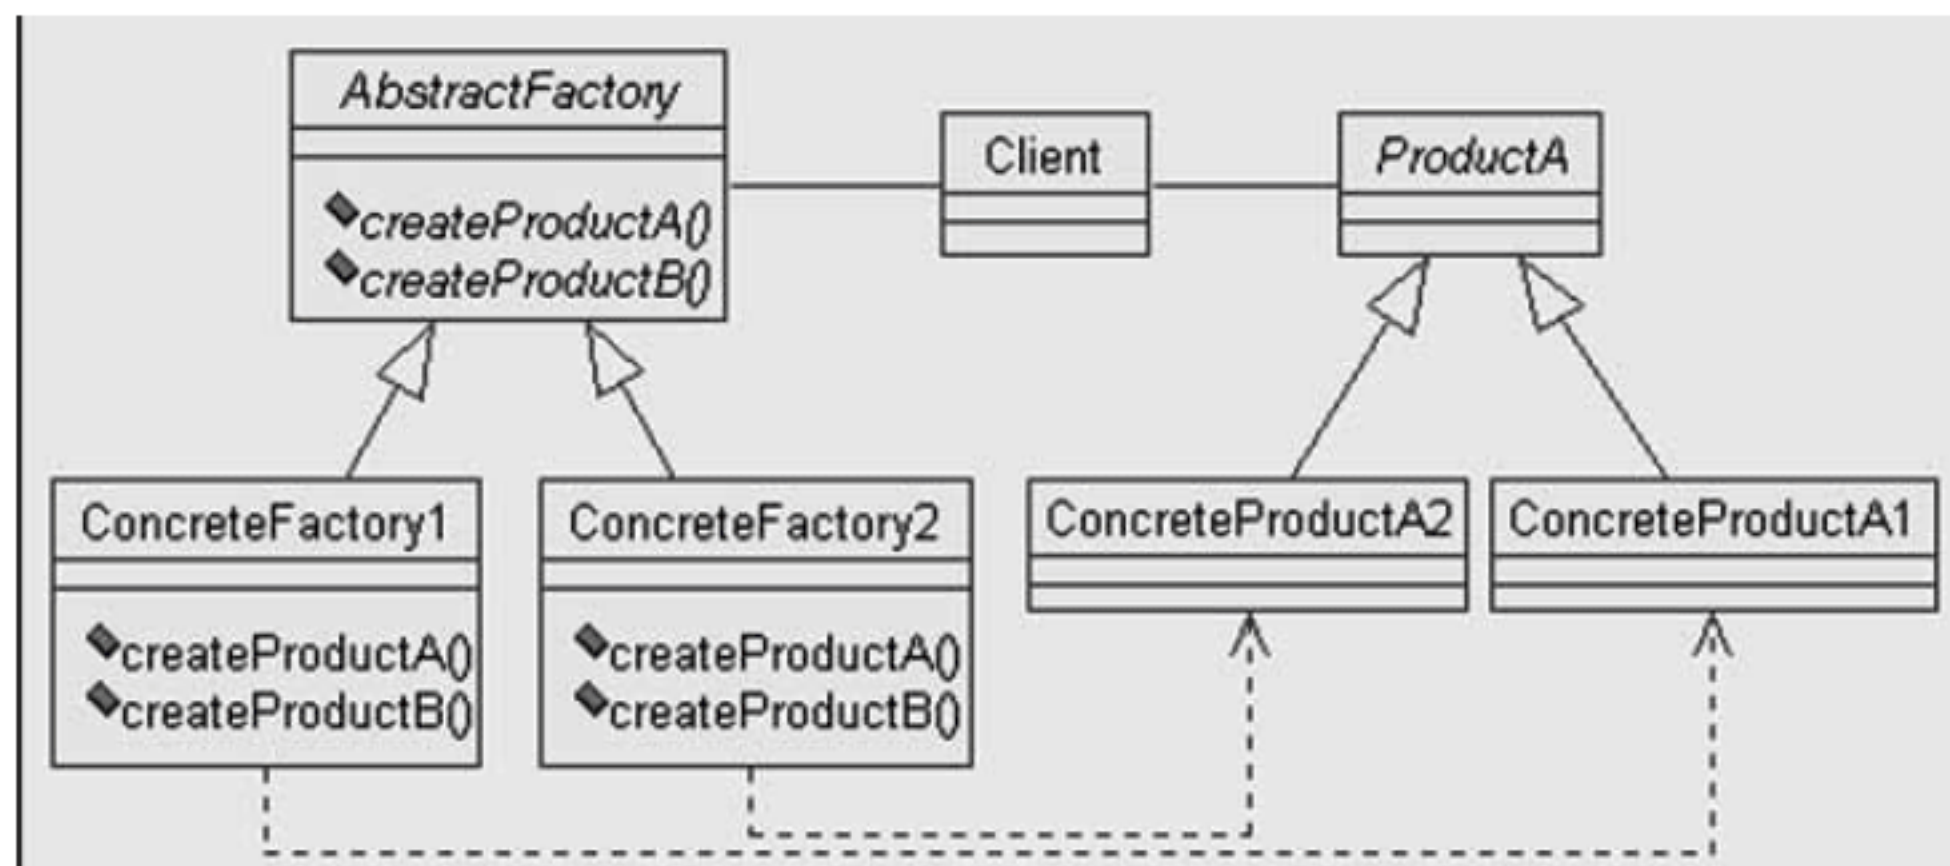 AbstractFactory
createProductA()
createProductB()
Client
ProductA
ConcreteFactory1
createProductA()
createProductB()
ConcreteFactory2
createProductA()
createProductB()
ConcreteProductA2
ConcreteProductA1